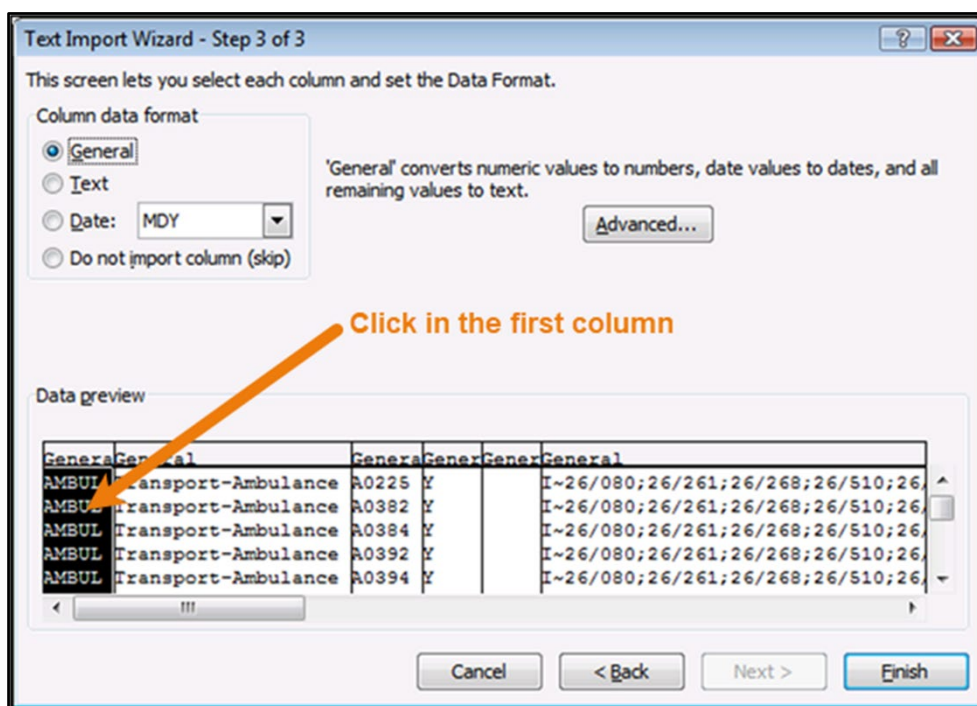 Text Import Wizard - Step 3 of 3
This screen lets you select each column and set the Data Format.
Column data format
General
Text
Date: MDY
Do not import column (skip)
'General' converts numeric values to numbers, date values to dates, and all
remaining values to text.
Advanced...
Click in the first column
Data preview
Genera General Genera Gener Gener General
AMBUL Transport-Ambulance A0225 Y I~26/080;26/261;26/268;26/510;26/
AMBUL Transport-Ambulance A0382 Y I~26/080;26/261;26/268;26/510;26/
AMBUL Transport-Ambulance A0384 Y I~26/080;26/261;26/268;26/510;26/
AMBUL Transport-Ambulance A0392 Y I~26/080;26/261;26/268;26/510;26/
AMBUL Transport-Ambulance A0394 Y I~26/080;26/261;26/268;26/510;26/
Cancel < Back Next > Finish